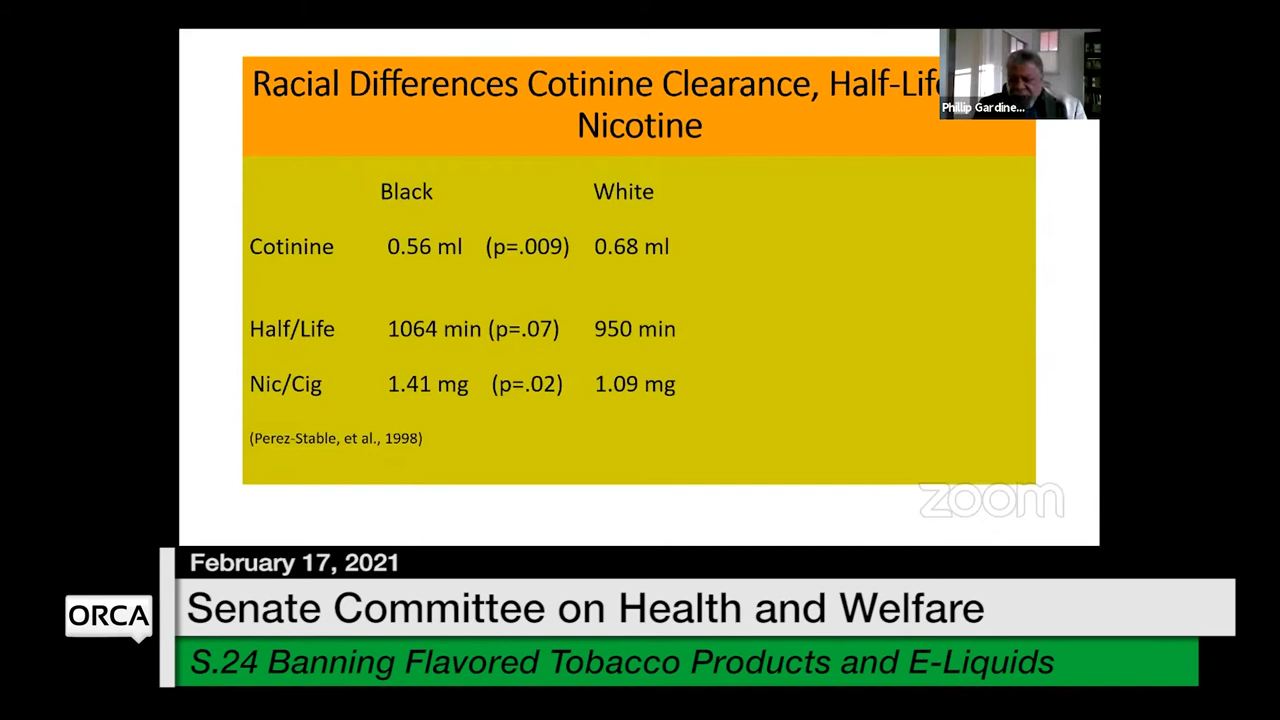 Racial Differences Cotinine Clearance, Half-Life
Nicotine
Phillip Gardine...
Black White
Cotinine 0.56 ml (p=.009) 0.68 ml
Half/Life 1064 min (p=.07) 950 min
Nic/Cig 1.41 mg (p=.02) 1.09 mg
(Perez-Stable, et al., 1998)
zoom
February 17, 2021
ORCA
Senate Committee on Health and Welfare
S.24 Banning Flavored Tobacco Products and E-Liquids